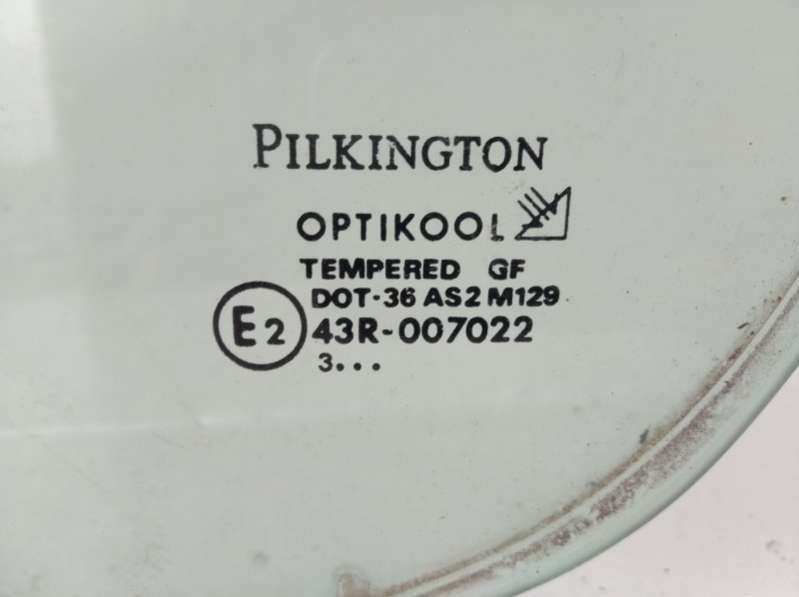 PILKINGTON
OPTIKOOL
TEMPERED GF
DOT-36 AS2 M129
E2 43R-007022
3...